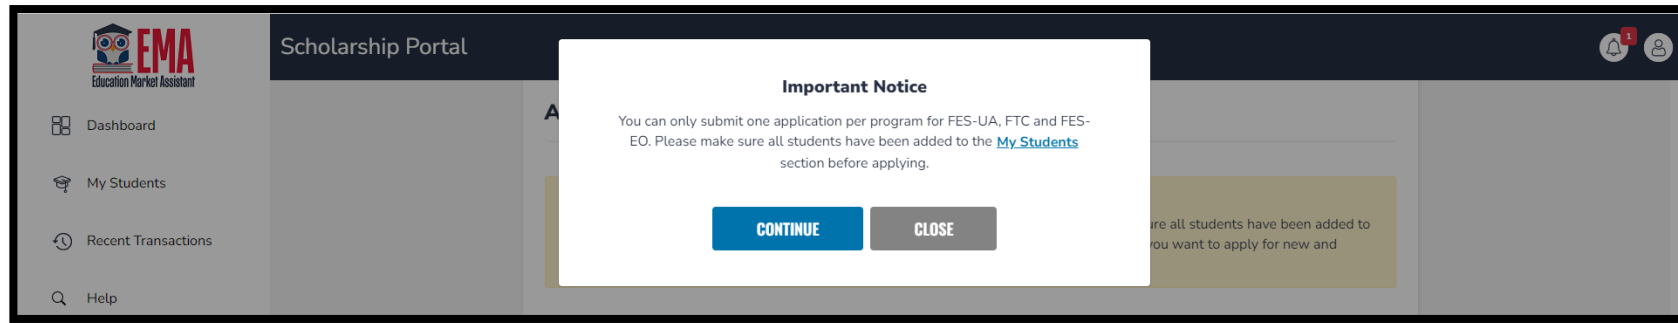 EMA
Education Market Assistant
Scholarship Portal
1
Dashboard
My Students
Recent Transactions
Help
A
Important Notice
You can only submit one application per program for FES-UA, FTC and FES-
EO. Please make sure all students have been added to the My Students
section before applying.
CONTINUE
CLOSE
ure all students have been added to
you want to apply for new and